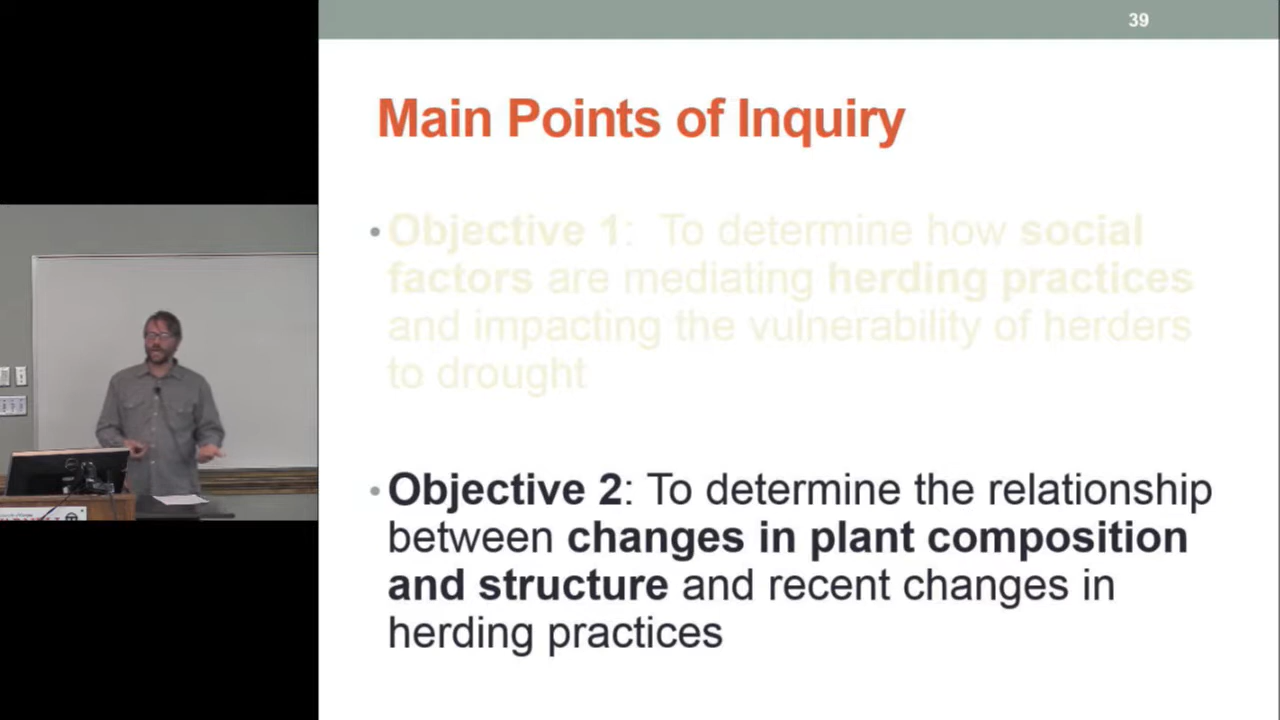 39
Main Points of Inquiry
• Objective 1: To determine how social
factors are mediating herding practices
and impacting the vulnerability of herders
to drought
• Objective 2: To determine the relationship
between changes in plant composition
and structure and recent changes in
herding practices